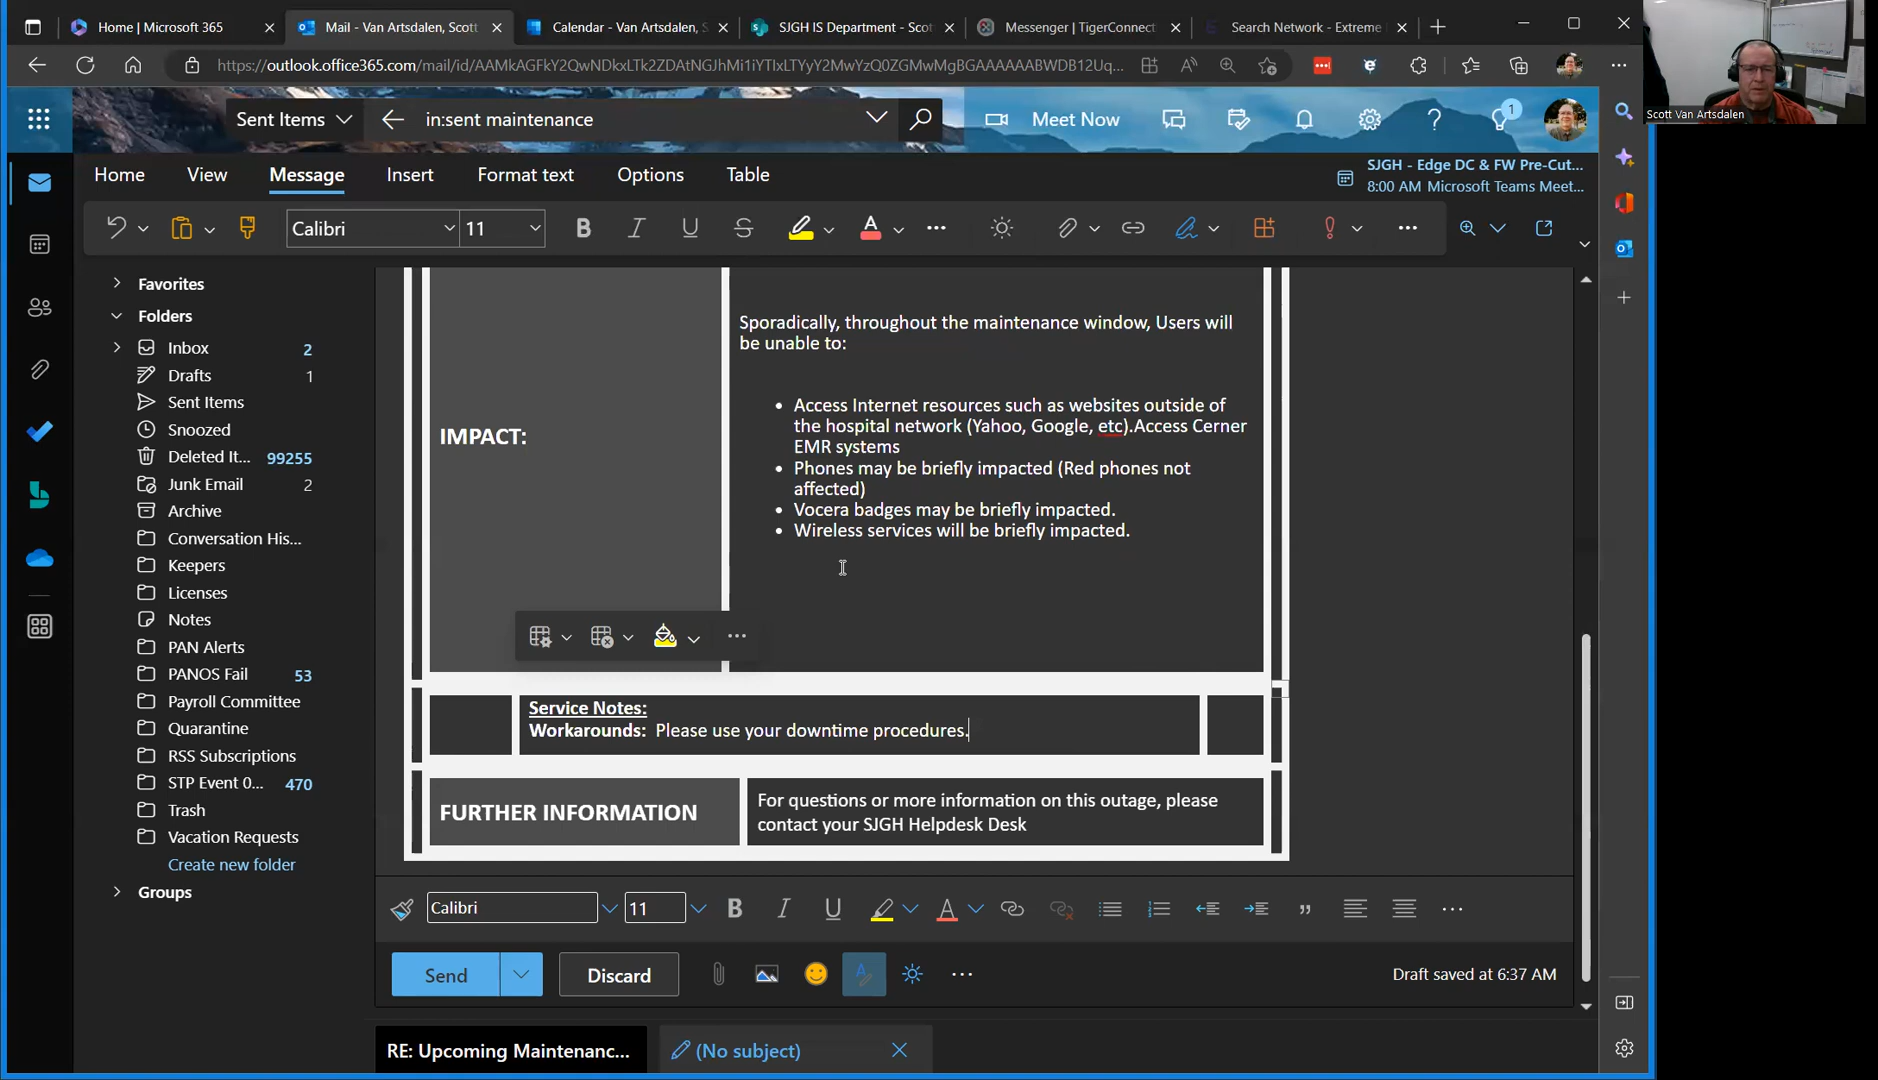 Home | Microsoft 365
Mail - Van Artsdalen, Scott
Calendar - Van Artsdalen, S
SJGH IS Department - Scot
Messenger | TigerConnect
Search Network - Extreme
https://outlook.office365.com/mail/id/AAMkAGFkY2QwNDkxLTk2ZDAtNGJhMi1iYTIxLTYyY2MwYzQ0ZGMwMgBGAAAAAABWDB12Uq...
Scott Van Artsdalen
Sent Items
in:sent maintenance
Meet Now
1
Home
View
Message
Insert
Format text
Options
Table
SJGH - Edge DC & FW Pre-Cut...
8:00 AM Microsoft Teams Meet...
Calibri
11
Favorites
Folders
Inbox 2
Drafts 1
Sent Items
Snoozed
Deleted It... 99255
Junk Email 2
Archive
Conversation His...
Keepers
Licenses
Notes
PAN Alerts
PANOS Fail 53
Payroll Committee
Quarantine
RSS Subscriptions
STP Event 0... 470
Trash
Vacation Requests
Create new folder
Groups
IMPACT:
Sporadically, throughout the maintenance window, Users will
be unable to:
• Access Internet resources such as websites outside of
the hospital network (Yahoo, Google, etc).Access Cerner
EMR systems
• Phones may be briefly impacted (Red phones not
affected)
• Vocera badges may be briefly impacted.
• Wireless services will be briefly impacted.
Service Notes:
Workarounds: Please use your downtime procedures.
FURTHER INFORMATION
For questions or more information on this outage, please
contact your SJGH Helpdesk Desk
Calibri
11
Send
Discard
Draft saved at 6:37 AM
RE: Upcoming Maintenanc...
(No subject)